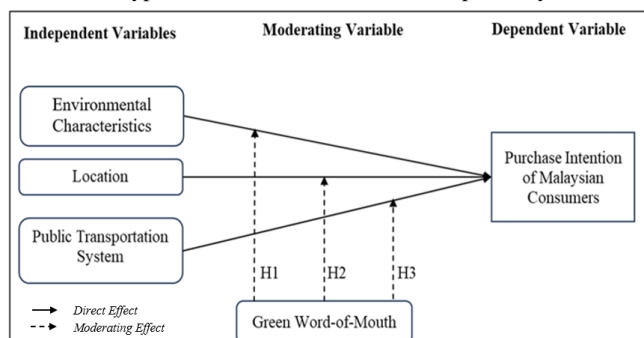 Independent Variables
Moderating Variable
Dependent Variable
Environmental
Characteristics
Location
Public Transportation
System
Purchase Intention
of Malaysian
Consumers
H1
H2
H3
Direct Effect
Moderating Effect
Green Word-of-Mouth